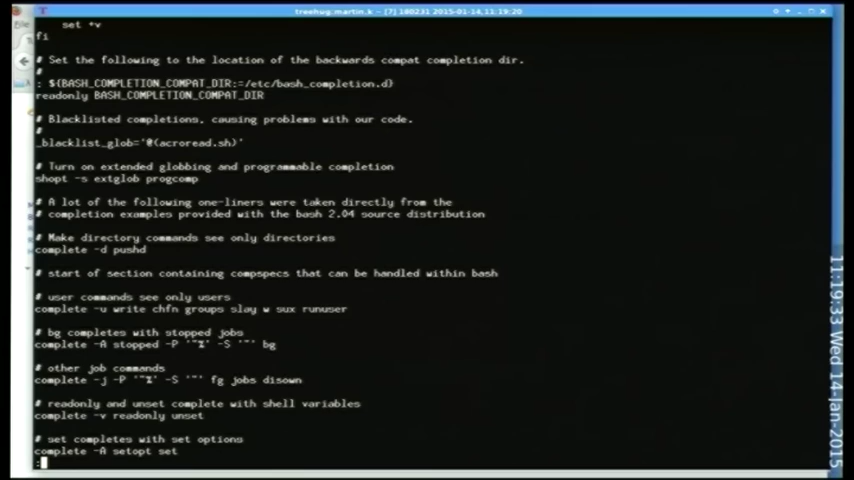 treehug:martin.k - [7] 180231 2015-01-14,11:19:20
set +v
fi
# Set the following to the location of the backwards compat completion dir.
#
: ${BASH_COMPLETION_COMPAT_DIR:=/etc/bash_completion.d}
readonly BASH_COMPLETION_COMPAT_DIR
# Blacklisted completions, causing problems with our code.
#
_blacklist_glob='@(acroread.sh)'
# Turn on extended globbing and programmable completion
shopt -s extglob progcomp
# A lot of the following one-liners were taken directly from the
# completion examples provided with the bash 2.04 source distribution
# Make directory commands see only directories
complete -d pushd
# start of section containing compspecs that can be handled within bash
# user commands see only users
complete -u write chfn groups slay w sux runuser
# bg completes with stopped jobs
complete -A stopped -P '"%' -S '"' bg
# other job commands
complete -j -P '"%' -S '"' fg jobs disown
# readonly and unset complete with shell variables
complete -v readonly unset
# set completes with set options
complete -A setopt set
:
11:19:33 Wed 14-Jan-2015